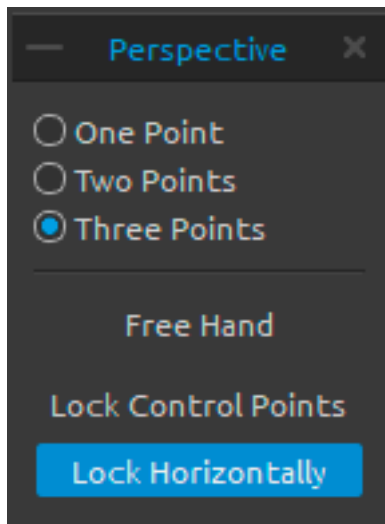 Perspective
One Point
Two Points
Three Points
Free Hand
Lock Control Points
Lock Horizontally